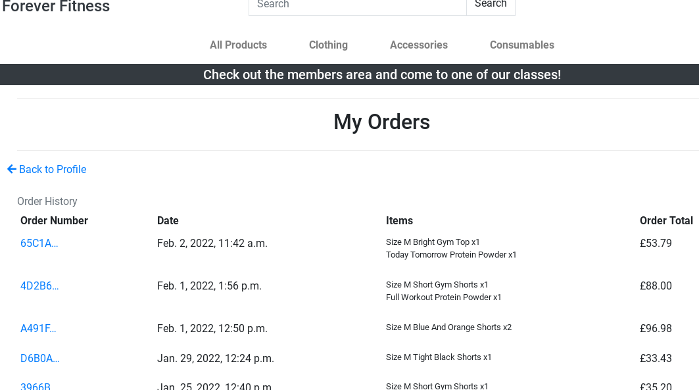 Forever Fitness
Search Search
All Products Clothing Accessories Consumables
Check out the members area and come to one of our classes!
My Orders
Back to Profile
Order History
Order Number Date Items Order Total
65C1A... Feb. 2, 2022, 11:42 a.m. Size M Bright Gym Top x1 £53.79
Today Tomorrow Protein Powder x1
4D2B6... Feb. 1, 2022, 1:56 p.m. Size M Short Gym Shorts x1 £88.00
Full Workout Protein Powder x1
A491F... Feb. 1, 2022, 12:50 p.m. Size M Blue And Orange Shorts x2 £96.98
D6B0A... Jan. 29, 2022, 12:24 p.m. Size M Tight Black Shorts x1 £33.43
3966B... Jan. 25, 2022, 12:40 p.m. Size M Short Gym Shorts x1 £35.20